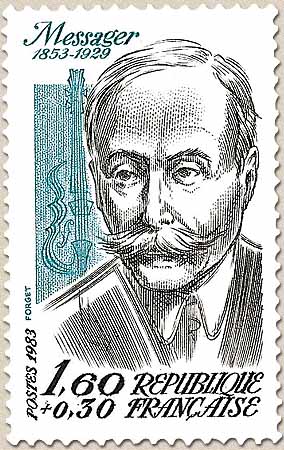 Messager
1853-1929
FORGET
POSTES 1983
1,60 REPUBLIQUE
+0,30 FRANÇAISE